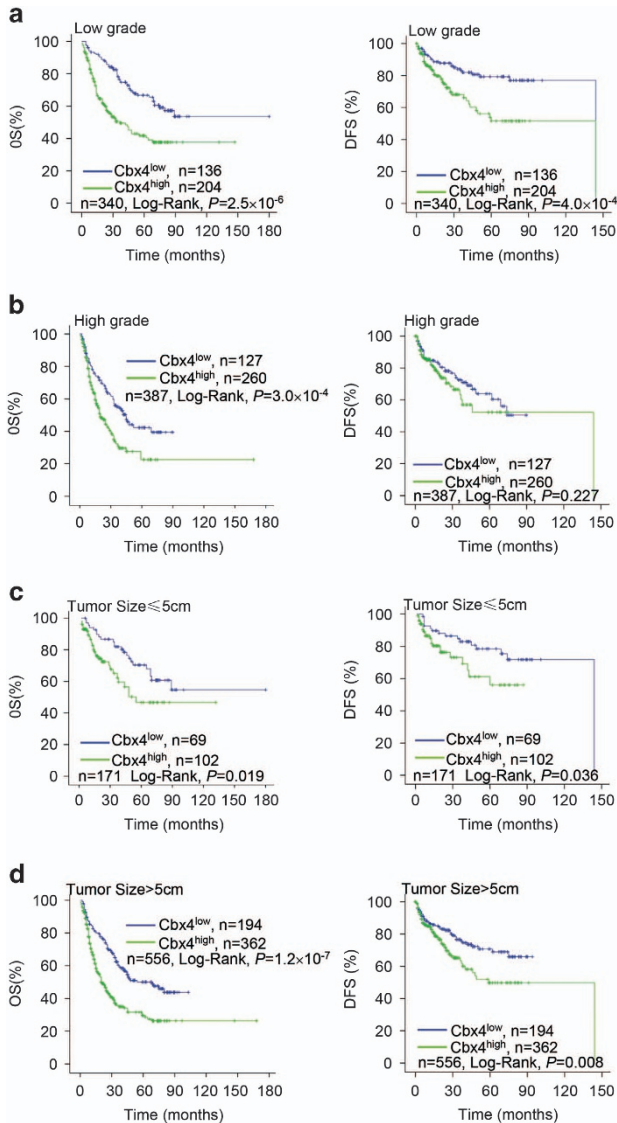 a
Low grade
100
80
60
40
20
0
0S (%)
Cbx4low, n=136
Cbx4high, n=204
n=340, Log-Rank, P=2.5×10-6
0 30 60 90 120 150 180
Time (months)
Low grade
100
80
60
40
20
0
DFS (%)
Cbx4low, n=136
Cbx4high, n=204
n=340, Log-Rank, P=4.0×10-4
0 30 60 90 120 150
Time (months)
b
High grade
100
80
60
40
20
0
0S(%)
Cbx4low, n=127
Cbx4high, n=260
n=387, Log-Rank, P=3.0×10-4
0 30 60 90 120 150 180
Time (months)
High grade
100
80
60
40
20
0
DFS(%)
Cbx4low, n=127
Cbx4high, n=260
n=387, Log-Rank, P=0.227
0 30 60 90 120 150
Time (months)
c
Tumor Size≤5cm
100
80
60
40
20
0
0S(%)
Cbx4low, n=69
Cbx4high, n=102
n=171 Log-Rank, P=0.019
0 30 60 90 120 150 180
Time (months)
Tumor Size≤5cm
100
80
60
40
20
0
DFS (%)
Cbx4low, n=69
Cbx4high, n=102
n=171 Log-Rank, P=0.036
0 30 60 90 120 150
Time (months)
d
Tumor Size>5cm
100
80
60
40
20
0
OS(%)
Cbx4low, n=194
Cbx4high, n=362
n=556, Log-Rank, P=1.2×10-7
0 30 60 90 120 150 180
Time (months)
Tumor Size>5cm
100
80
60
40
20
0
DFS (%)
Cbx4low, n=194
Cbx4high, n=362
n=556, Log-Rank, P=0.008
0 30 60 90 120 150
Time (months)